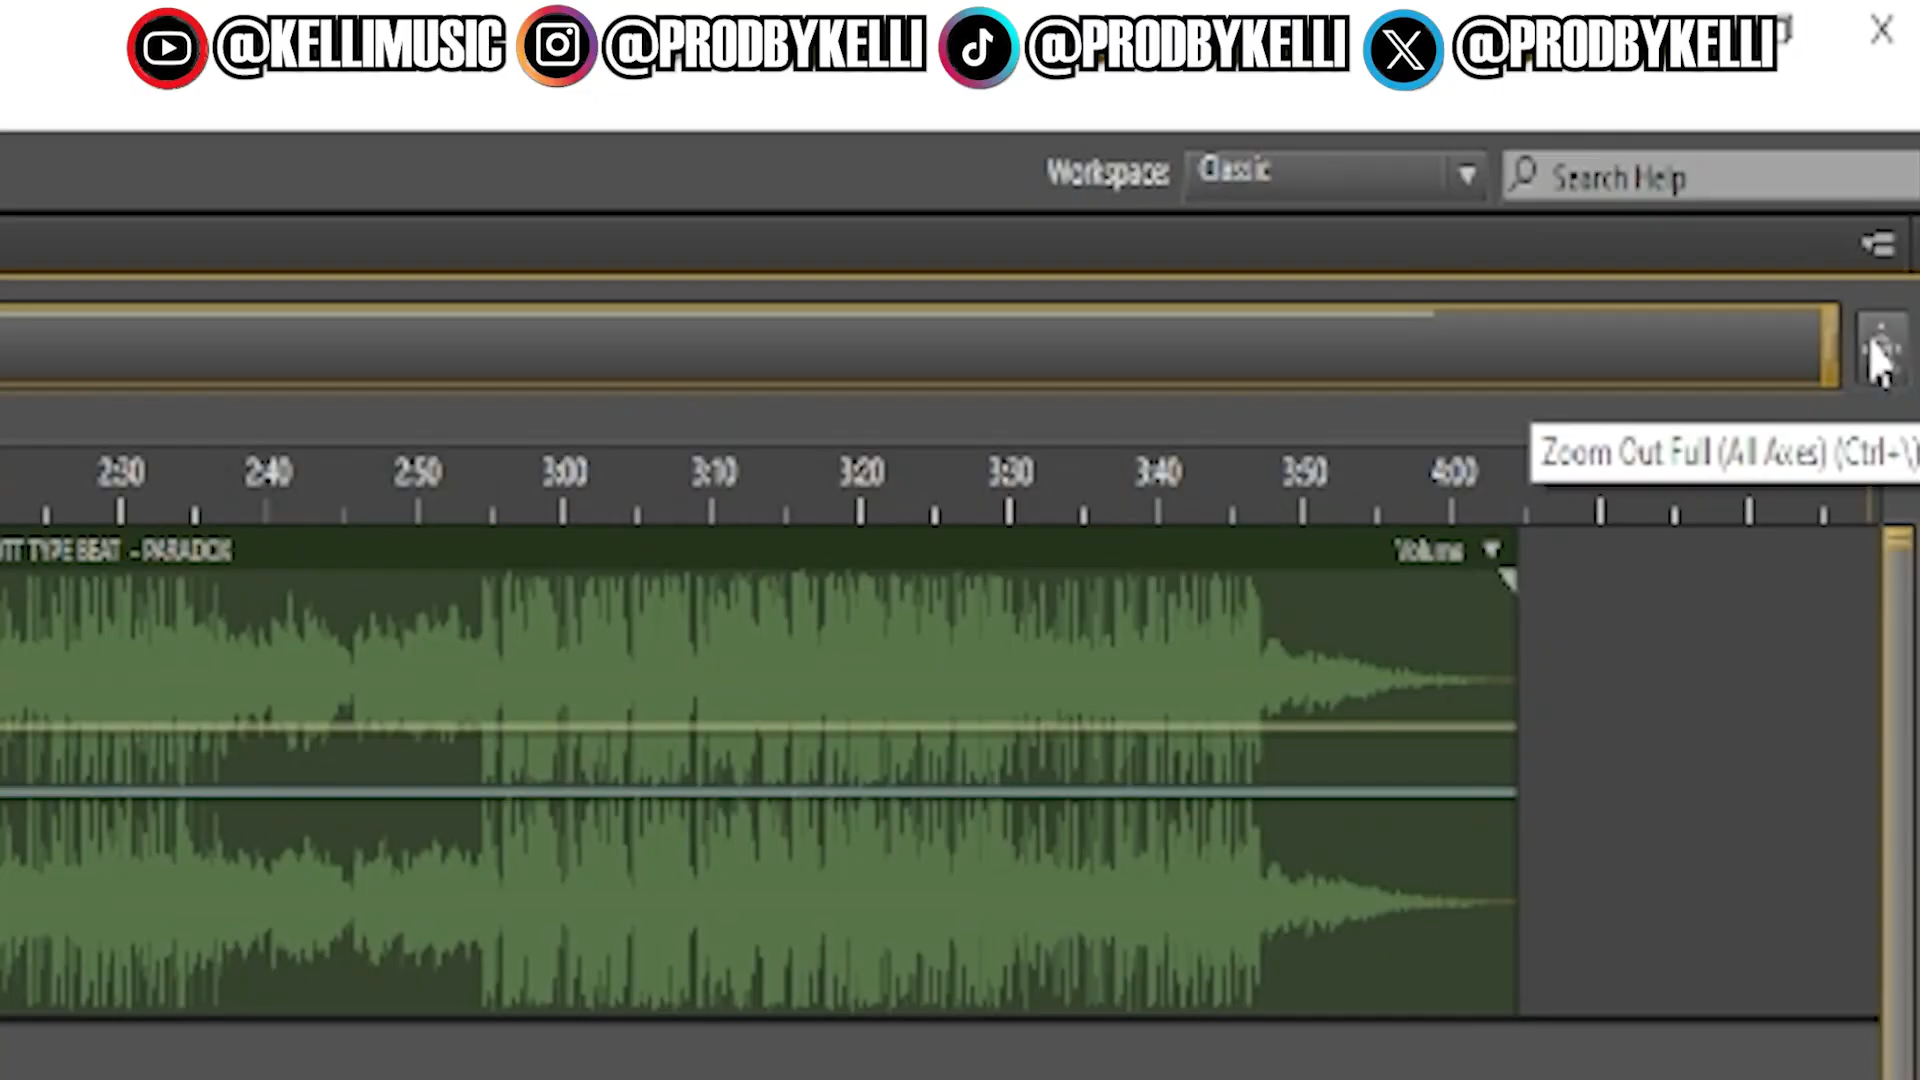 @KELLIMUSIC @PRODBYKELLI @PRODBYKELLI @PRODBYKELLI
Workspace: Classic Search Help
Zoom Out Full (All Axes) (Ctrl+\)
2:30 2:40 2:50 3:00 3:10 3:20 3:30 3:40 3:50 4:00
TYPE BEAT - PARADOX Volume